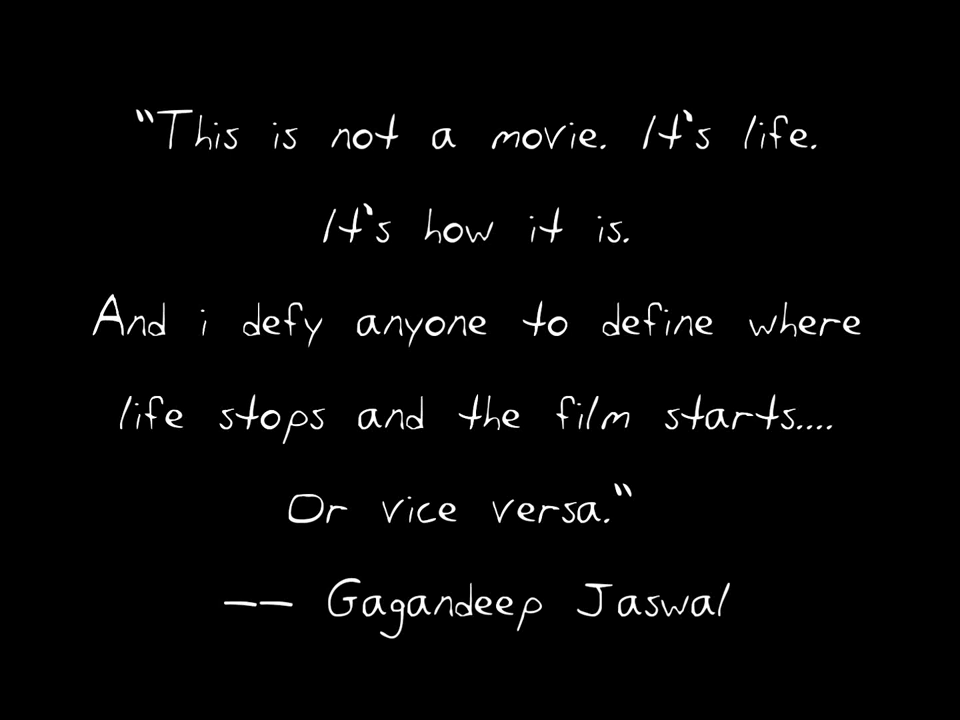 "This is not a movie. It's life.
It's how it is.
And i defy anyone to define where
life stops and the film starts....
Or vice versa."
-- Gagandeep Jaswal